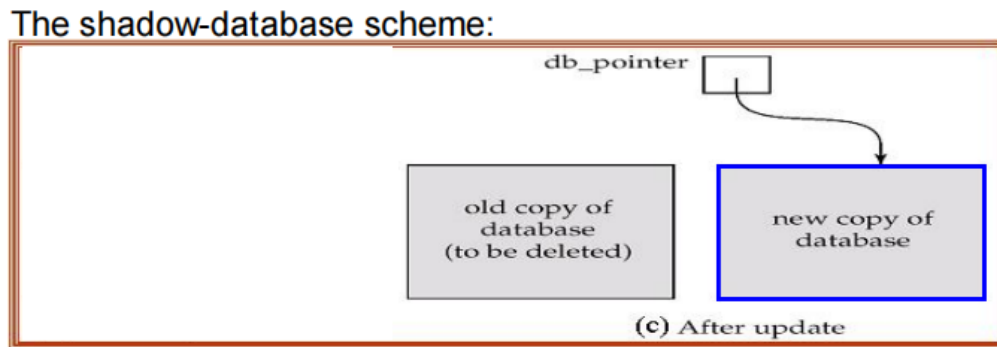 The shadow-database scheme:
db_pointer
old copy of
database
(to be deleted)
new copy of
database
(c) After update